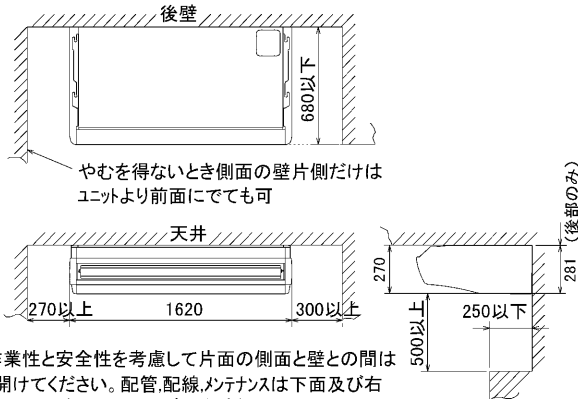 後壁
680以下
やむを得ないとき側面の壁片側だけは
ユニットより前面にでても可
天井
270以上
1620
300以上
270
500以上
250以下
281
(後部のみ)
業性と安全性を考慮して片面の側面と壁との間は
開けてください。配管,配線,メンテナンスは下面及び右